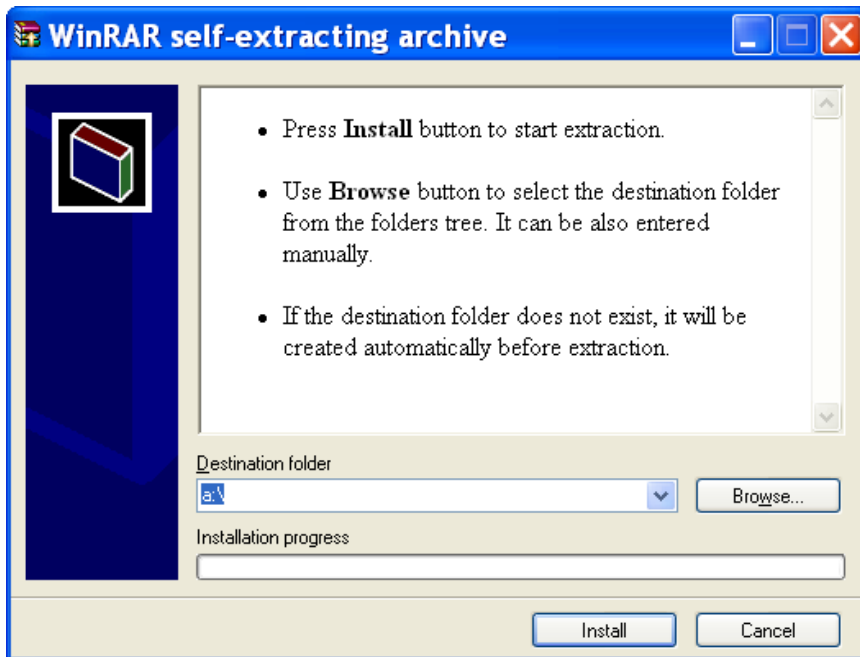 WinRAR self-extracting archive
• Press Install button to start extraction.
• Use Browse button to select the destination folder
from the folders tree. It can be also entered
manually.
• If the destination folder does not exist, it will be
created automatically before extraction.
Destination folder
a:\
Browse...
Installation progress
Install
Cancel